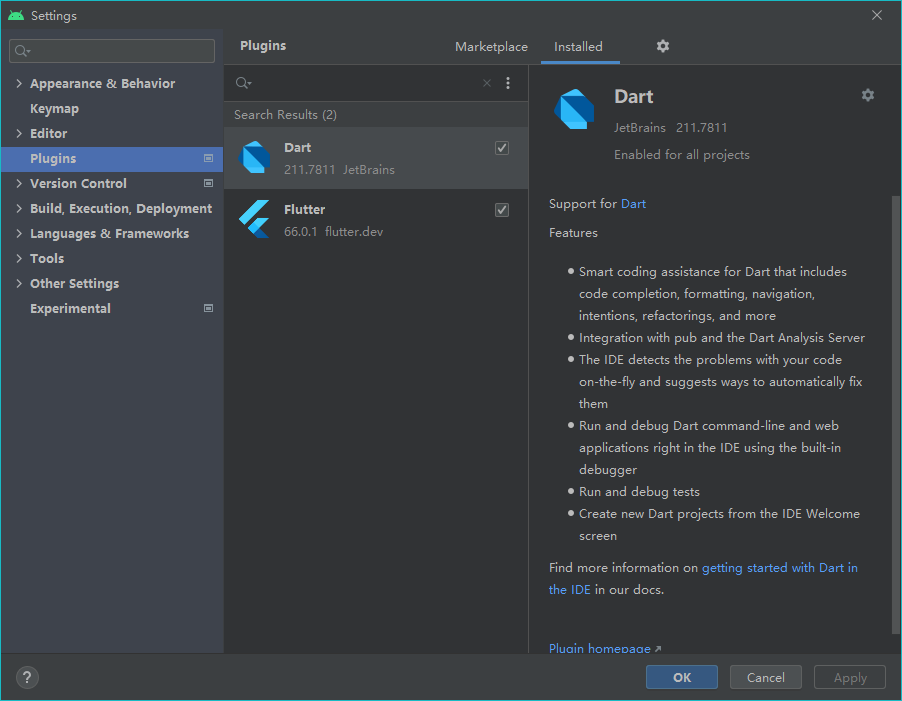 Settings
Appearance & Behavior
Keymap
Editor
Plugins
Version Control
Build, Execution, Deployment
Languages & Frameworks
Tools
Other Settings
Experimental
Plugins
Marketplace
Installed
Search Results (2)
Dart
211.7811 JetBrains
Flutter
66.0.1 flutter.dev
Dart
JetBrains 211.7811
Enabled for all projects
Support for Dart
Features
• Smart coding assistance for Dart that includes
code completion, formatting, navigation,
intentions, refactorings, and more
• Integration with pub and the Dart Analysis Server
• The IDE detects the problems with your code
on-the-fly and suggests ways to automatically fix
them
• Run and debug Dart command-line and web
applications right in the IDE using the built-in
debugger
• Run and debug tests
• Create new Dart projects from the IDE Welcome
screen
Find more information on getting started with Dart in
the IDE in our docs.
Plugin homepage ↗
?
OK
Cancel
Apply